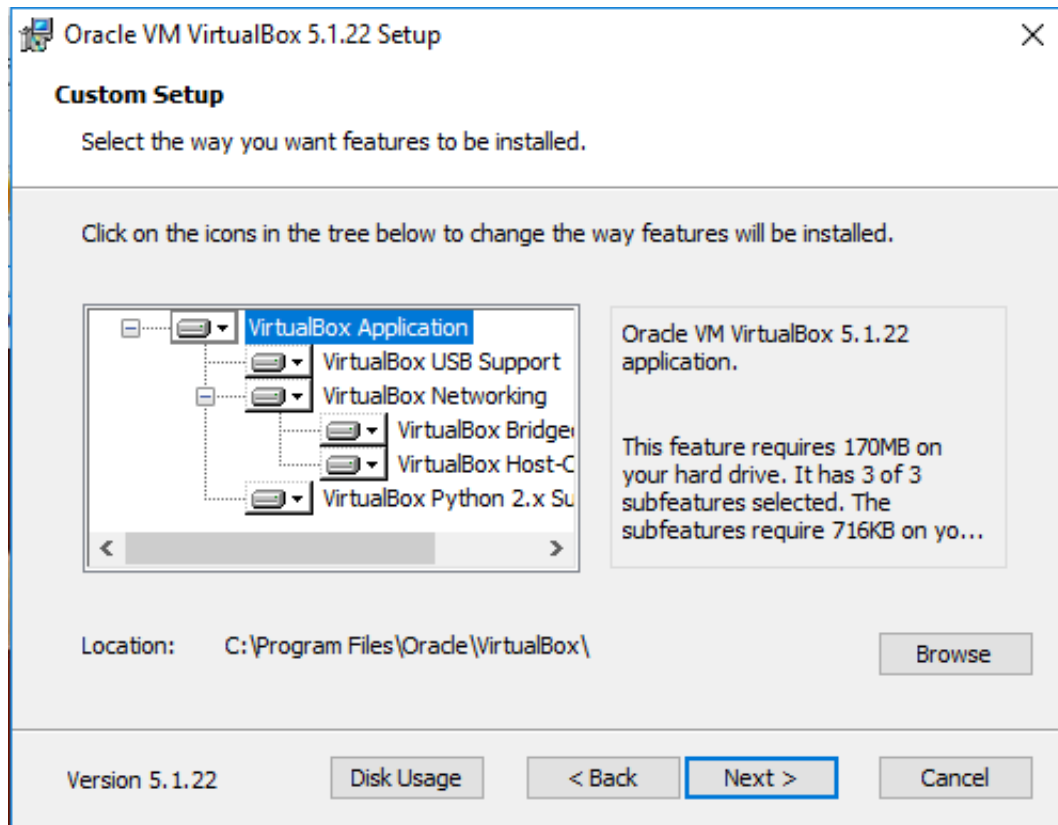 Oracle VM VirtualBox 5.1.22 Setup
Custom Setup
Select the way you want features to be installed.
Click on the icons in the tree below to change the way features will be installed.
VirtualBox Application
VirtualBox USB Support
VirtualBox Networking
VirtualBox Bridge
VirtualBox Host-C
VirtualBox Python 2.x Su
Oracle VM VirtualBox 5.1.22
application.
This feature requires 170MB on
your hard drive. It has 3 of 3
subfeatures selected. The
subfeatures require 716KB on yo...
Location: C:\Program Files\Oracle\VirtualBox\
Browse
Version 5.1.22
Disk Usage
< Back
Next >
Cancel